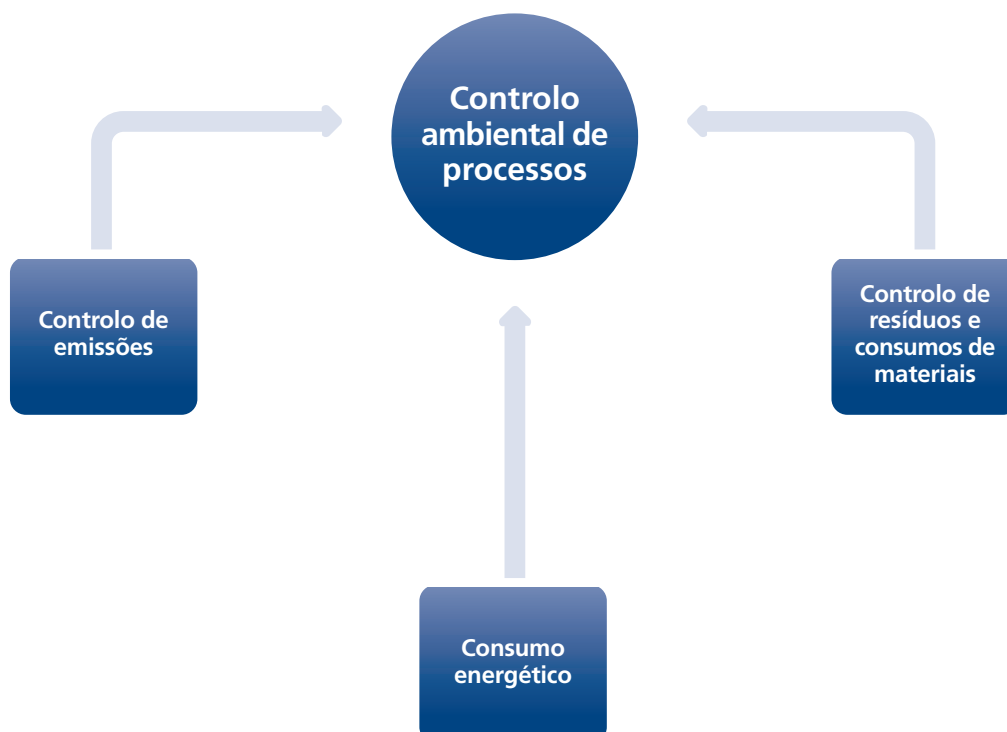 Controlo
ambiental de
processos
Controlo de
emissões
Controlo de
resíduos e
consumos de
materiais
Consumo
energético